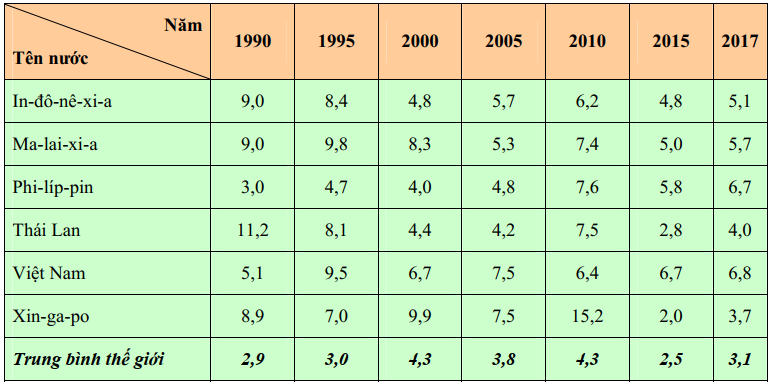 Năm
Tên nước
1990 1995 2000 2005 2010 2015 2017
In-đô-nê-xi-a 9,0 8,4 4,8 5,7 6,2 4,8 5,1
Ma-lai-xi-a 9,0 9,8 8,3 5,3 7,4 5,0 5,7
Phi-líp-pin 3,0 4,7 4,0 4,8 7,6 5,8 6,7
Thái Lan 11,2 8,1 4,4 4,2 7,5 2,8 4,0
Việt Nam 5,1 9,5 6,7 7,5 6,4 6,7 6,8
Xin-ga-po 8,9 7,0 9,9 7,5 15,2 2,0 3,7
Trung bình thế giới 2,9 3,0 4,3 3,8 4,3 2,5 3,1